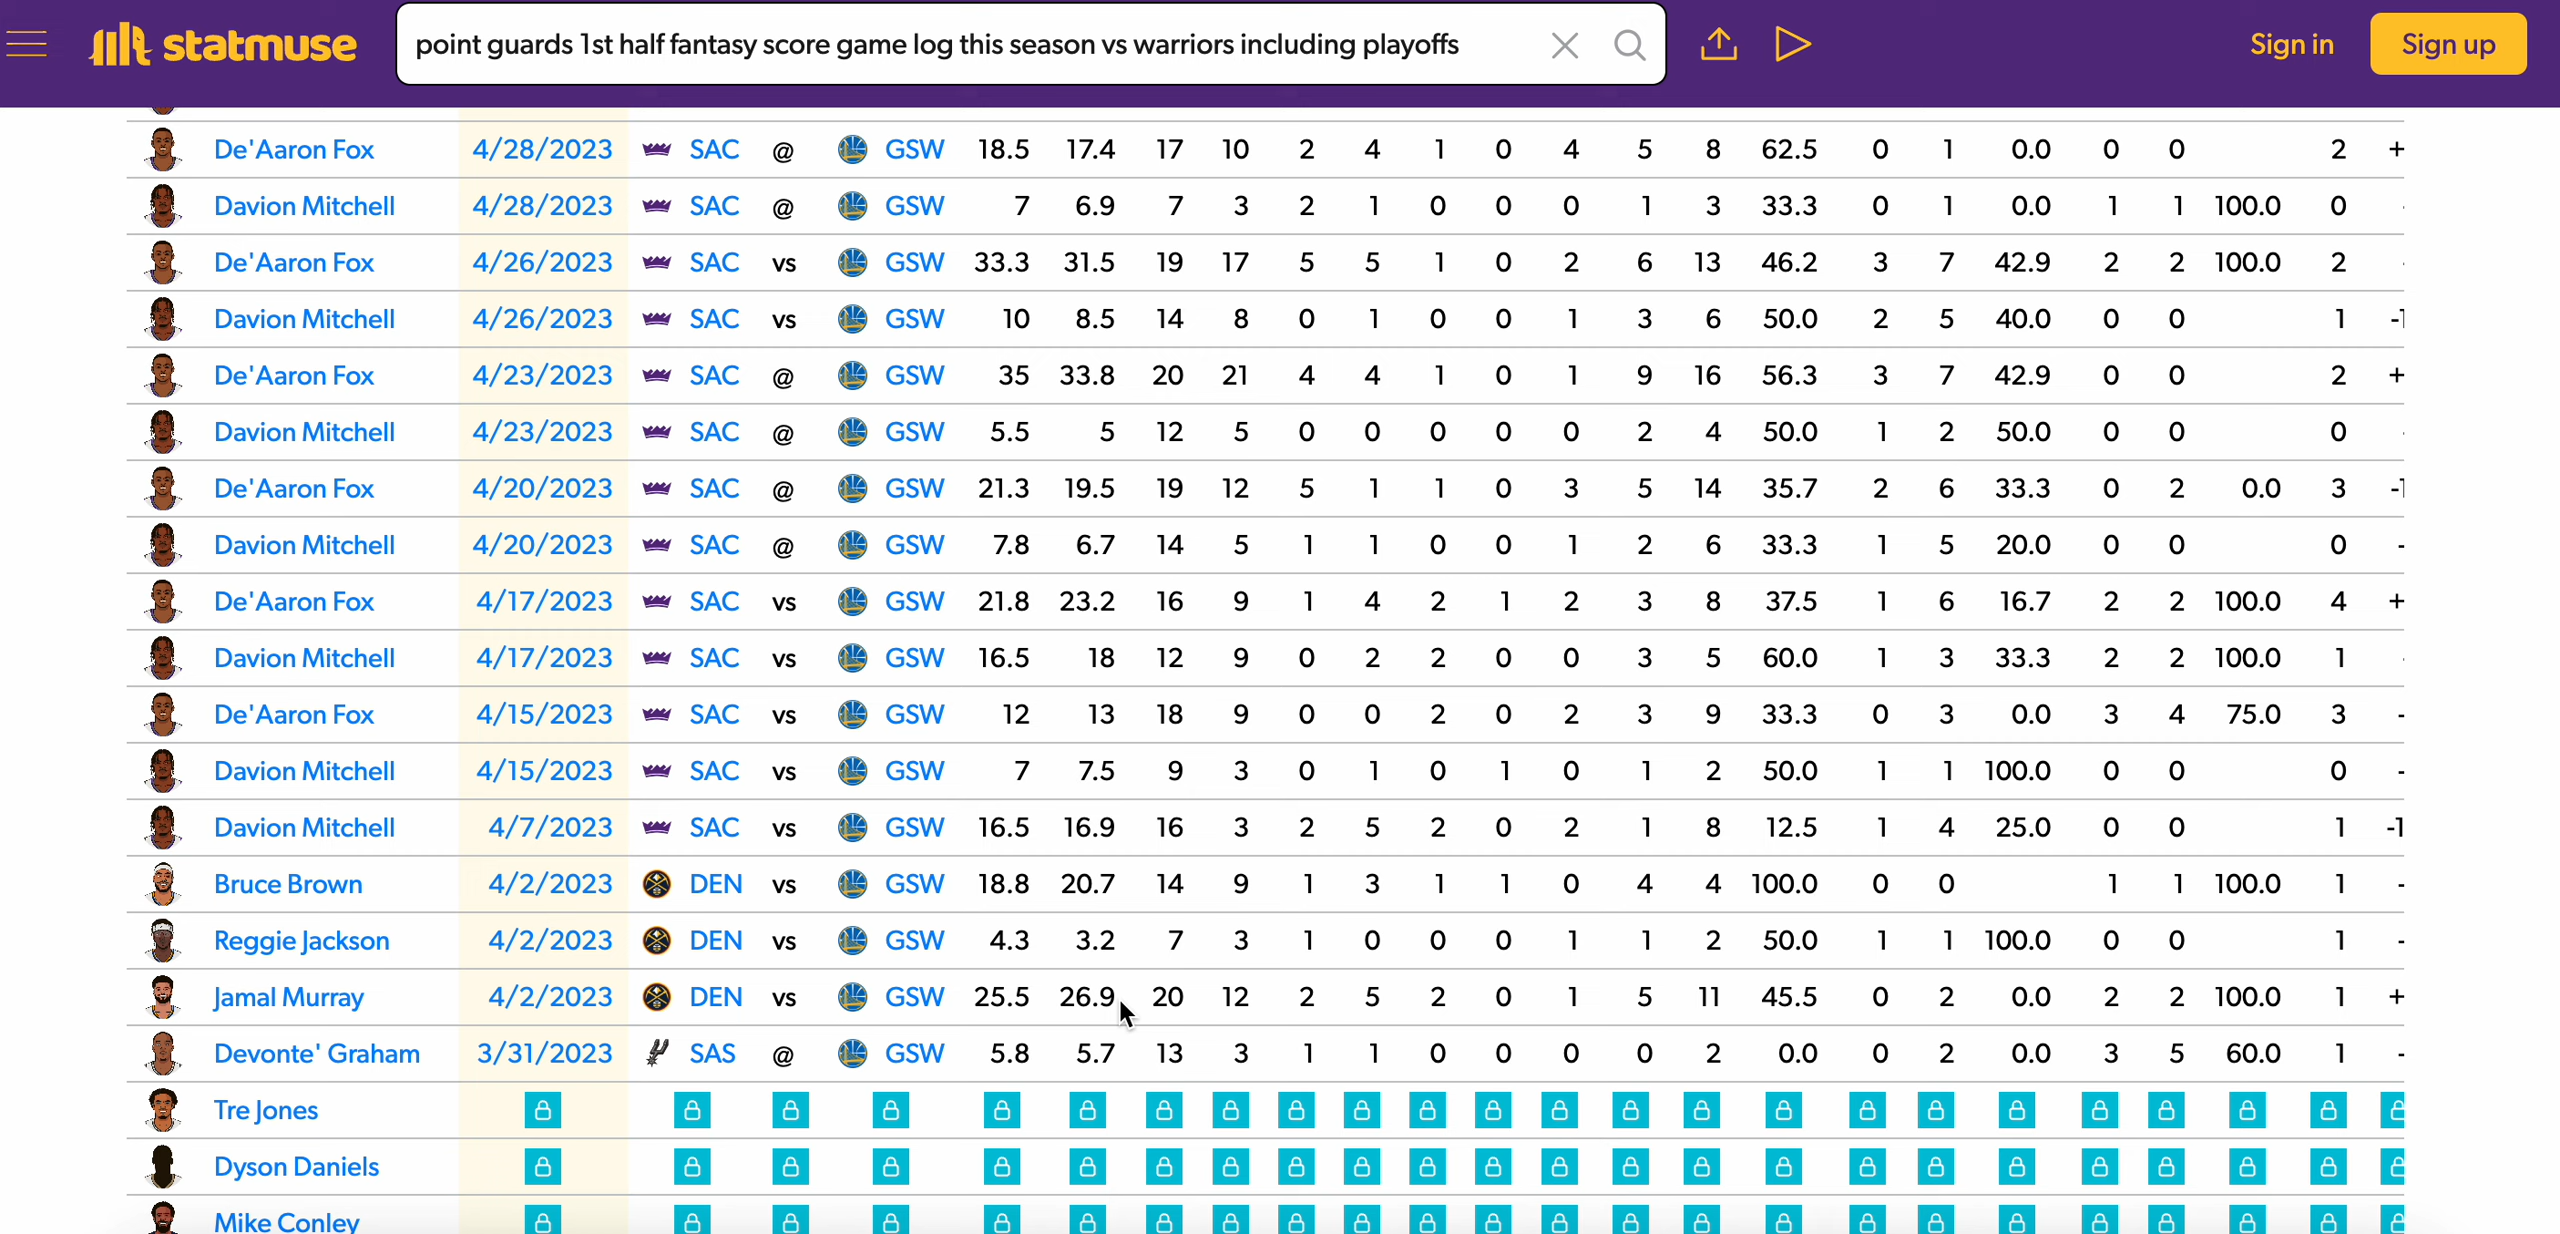 statmuse
point guards 1st half fantasy score game log this season vs warriors including playoffs
Sign in
Sign up
De'Aaron Fox 4/28/2023 SAC @ GSW 18.5 17.4 17 10 2 4 1 0 4 5 8 62.5 0 1 0.0 0 0 2 +
Davion Mitchell 4/28/2023 SAC @ GSW 7 6.9 7 3 2 1 0 0 0 1 3 33.3 0 1 0.0 1 1 100.0 0
De'Aaron Fox 4/26/2023 SAC vs GSW 33.3 31.5 19 17 5 5 1 0 2 6 13 46.2 3 7 42.9 2 2 100.0 2
Davion Mitchell 4/26/2023 SAC vs GSW 10 8.5 14 8 0 1 0 0 1 3 6 50.0 2 5 40.0 0 0 1 -1
De'Aaron Fox 4/23/2023 SAC @ GSW 35 33.8 20 21 4 4 1 0 1 9 16 56.3 3 7 42.9 0 0 2 +
Davion Mitchell 4/23/2023 SAC @ GSW 5.5 5 12 5 0 0 0 0 0 2 4 50.0 1 2 50.0 0 0 0
De'Aaron Fox 4/20/2023 SAC @ GSW 21.3 19.5 19 12 5 1 1 0 3 5 14 35.7 2 6 33.3 0 2 0.0 3 -1
Davion Mitchell 4/20/2023 SAC @ GSW 7.8 6.7 14 5 1 1 0 0 1 2 6 33.3 1 5 20.0 0 0 0 -
De'Aaron Fox 4/17/2023 SAC vs GSW 21.8 23.2 16 9 1 4 2 1 2 3 8 37.5 1 6 16.7 2 2 100.0 4 +
Davion Mitchell 4/17/2023 SAC vs GSW 16.5 18 12 9 0 2 2 0 0 3 5 60.0 1 3 33.3 2 2 100.0 1
De'Aaron Fox 4/15/2023 SAC vs GSW 12 13 18 9 0 0 2 0 2 3 9 33.3 0 3 0.0 3 4 75.0 3 -
Davion Mitchell 4/15/2023 SAC vs GSW 7 7.5 9 3 0 1 0 1 0 1 2 50.0 1 1 100.0 0 0 0 -
Davion Mitchell 4/7/2023 SAC vs GSW 16.5 16.9 16 3 2 5 2 0 2 1 8 12.5 1 4 25.0 0 0 1 -1
Bruce Brown 4/2/2023 DEN vs GSW 18.8 20.7 14 9 1 3 1 1 0 4 4 100.0 0 0 1 1 100.0 1 -
Reggie Jackson 4/2/2023 DEN vs GSW 4.3 3.2 7 3 1 0 0 0 1 1 2 50.0 1 1 100.0 0 0 1 -
Jamal Murray 4/2/2023 DEN vs GSW 25.5 26.9 20 12 2 5 2 0 1 5 11 45.5 0 2 0.0 2 2 100.0 1 +
Devonte' Graham 3/31/2023 SAS @ GSW 5.8 5.7 13 3 1 1 0 0 0 0 2 0.0 0 2 0.0 3 5 60.0 1 -
Tre Jones
Dyson Daniels
Mike Conley